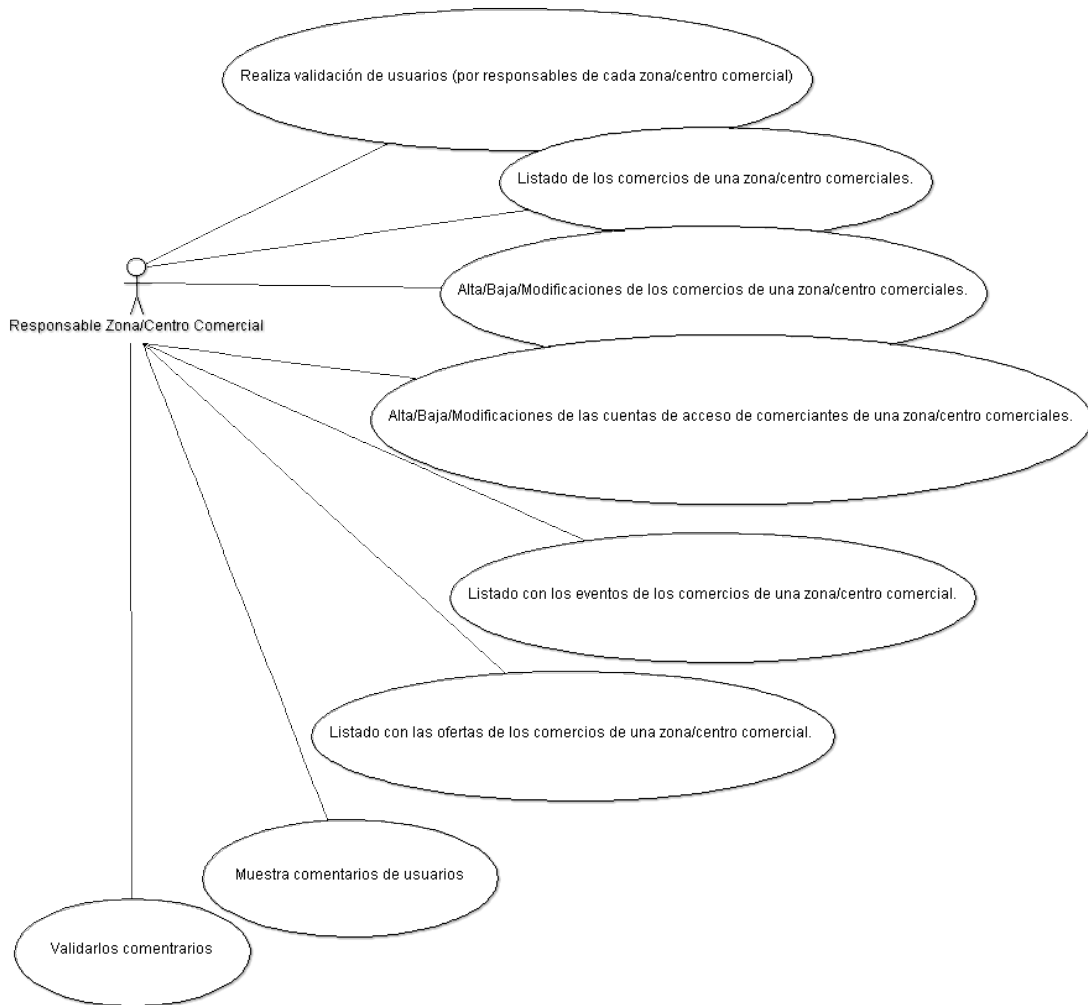 Realiza validación de usuarios (por responsables de cada zona/centro comercial)
Listado de los comercios de una zona/centro comerciales.
Alta/Baja/Modificaciones de los comercios de una zona/centro comerciales.
Responsable Zona/Centro Comercial
Alta/Baja/Modificaciones de las cuentas de acceso de comerciantes de una zona/centro comerciales.
Listado con los eventos de los comercios de una zona/centro comercial.
Listado con las ofertas de los comercios de una zona/centro comercial.
Muestra comentarios de usuarios
Validarlos comentrarios